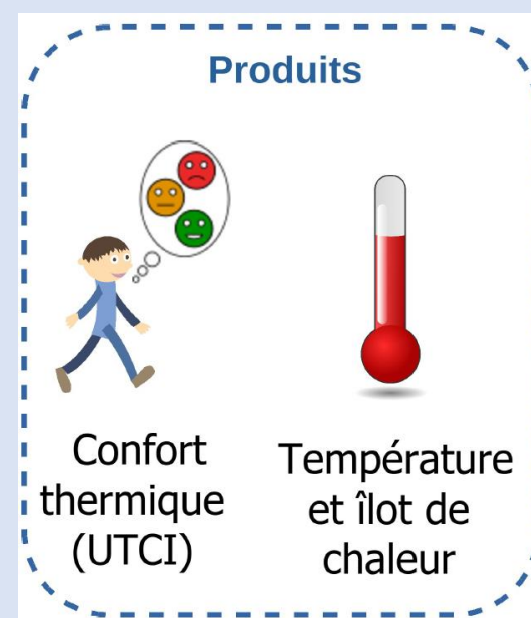 Produits
Confort
thermique
(UTCI)
Température
et îlot de
chaleur